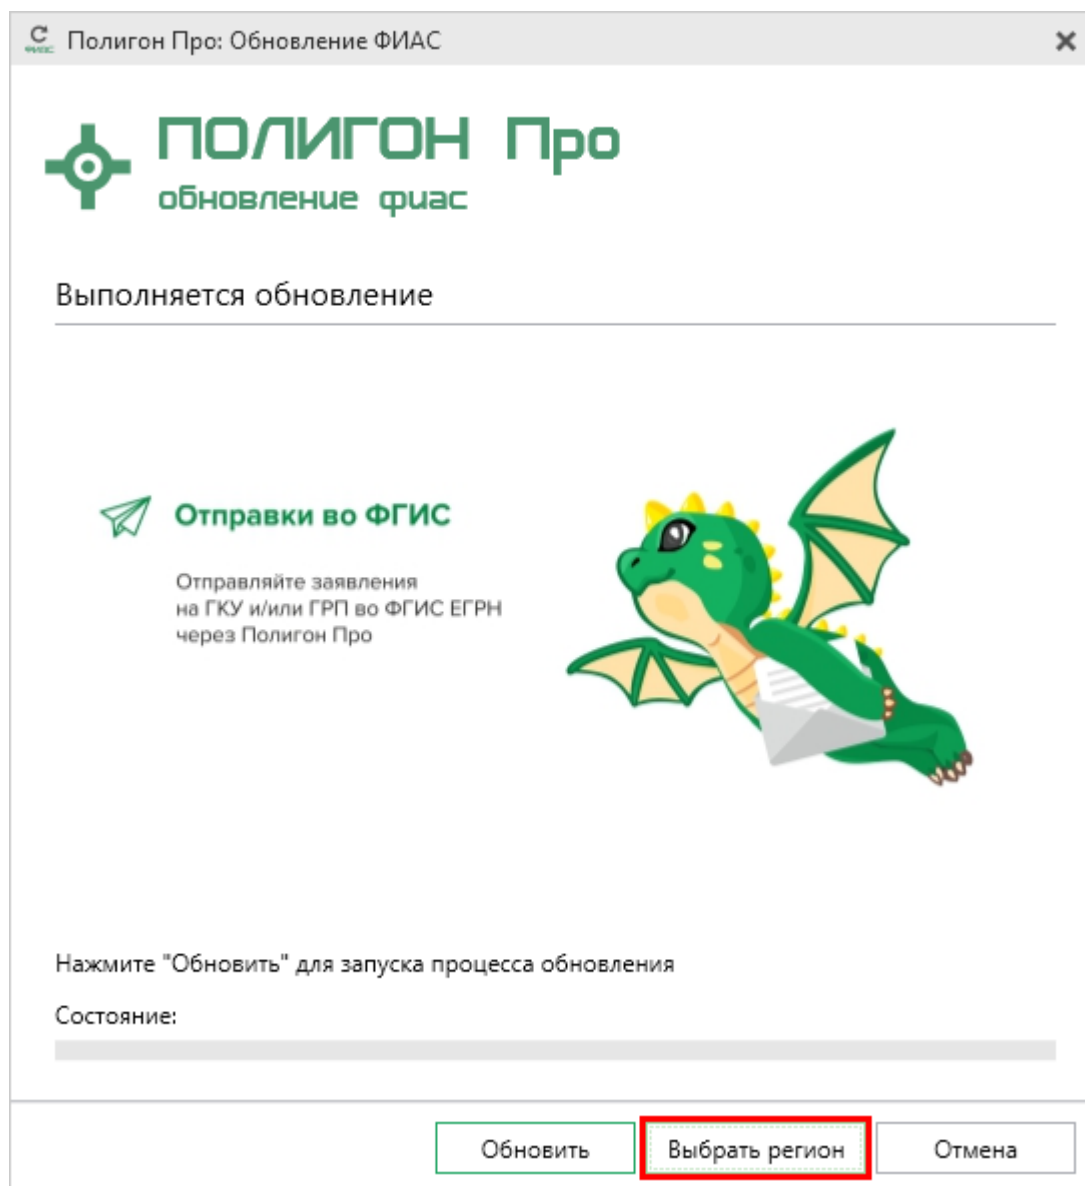 ФИАС
Полигон Про: Обновление ФИАС
ПОЛИГОН Про
обновление фиас
Выполняется обновление
Отправки во ФГИС
Отправляйте заявления
на ГКУ и/или ГРП во ФГИС ЕГРН
через Полигон Про
Нажмите "Обновить" для запуска процесса обновления
Состояние:
Обновить
Выбрать регион
Отмена